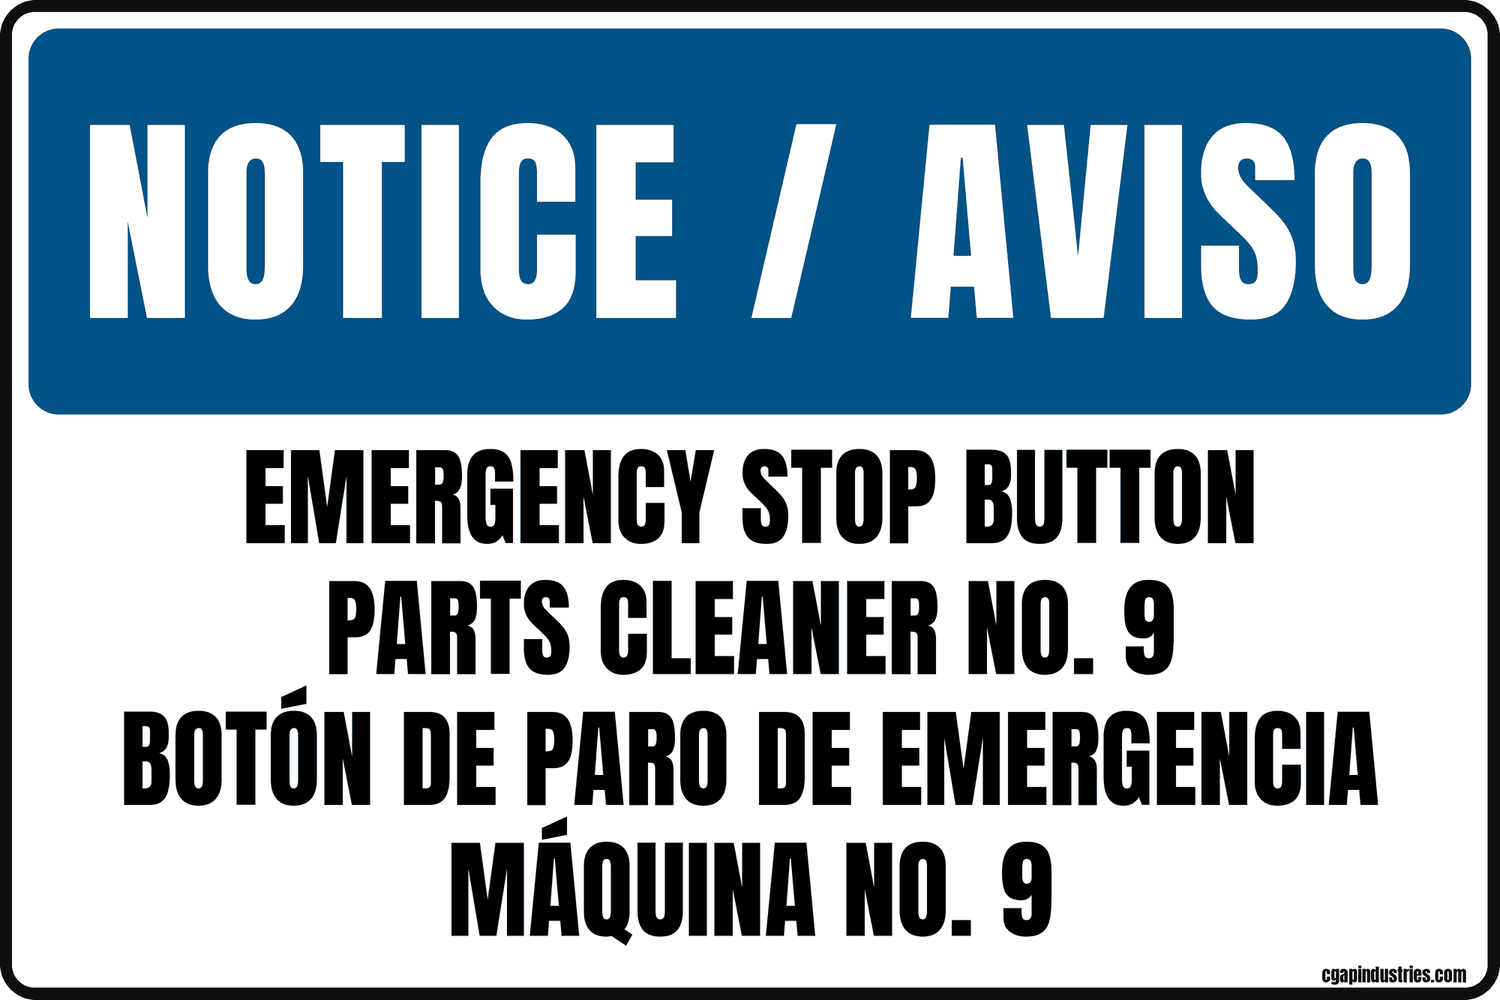 NOTICE / AVISO
EMERGENCY STOP BUTTON
PARTS CLEANER NO. 9
BOTÓN DE PARO DE EMERGENCIA
MÁQUINA NO. 9
cgapindustries.com